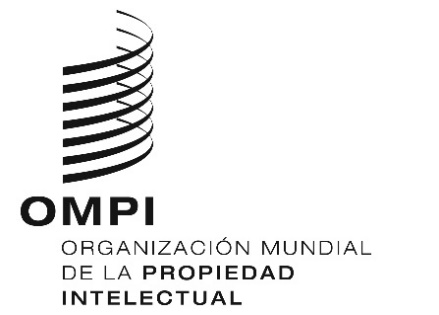 OMPI
ORGANIZACIÓN MUNDIAL
DE LA PROPIEDAD
INTELECTUAL